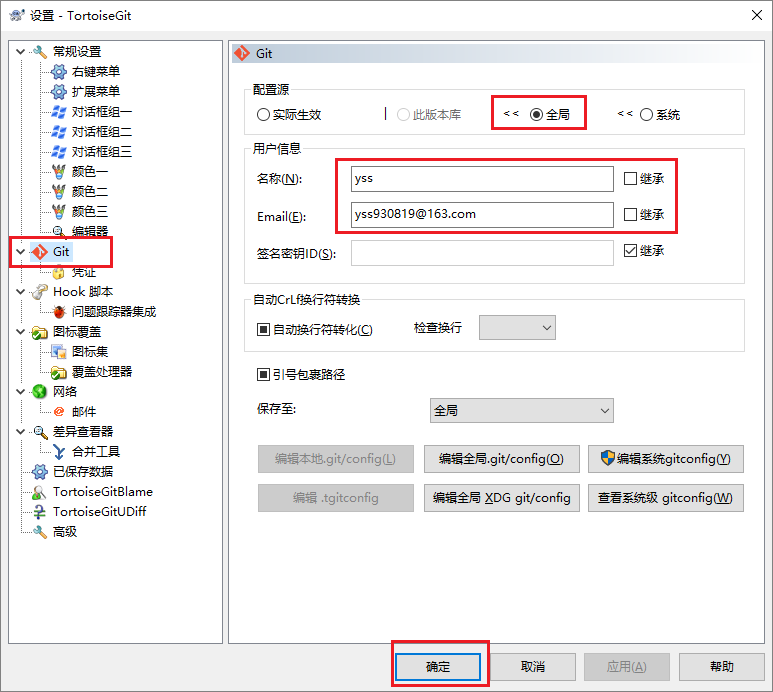 设置 - TortoiseGit
常规设置
右键菜单
扩展菜单
对话框组一
对话框组二
对话框组三
颜色一
颜色二
颜色三
编辑器
Git
凭证
Hook 脚本
问题跟踪器集成
图标覆盖
图标集
覆盖处理器
网络
邮件
差异查看器
合并工具
已保存数据
TortoiseGitBlame
TortoiseGitUDiff
高级
Git
配置源
实际生效 | 此版本库 << 全局 << 系统
用户信息
名称(N): yss 继承
Email(E): yss930819@163.com 继承
签名密钥ID(S): 继承
自动CrLf换行符转换
自动换行符转化(C) 检查换行
引号包裹路径
保存至: 全局
编辑本地.git/config(L) 编辑全局.git/config(O) 编辑系统gitconfig(Y)
编辑 .tgitconfig 编辑全局 XDG git/config 查看系统级 gitconfig(W)
确定 取消 应用(A) 帮助